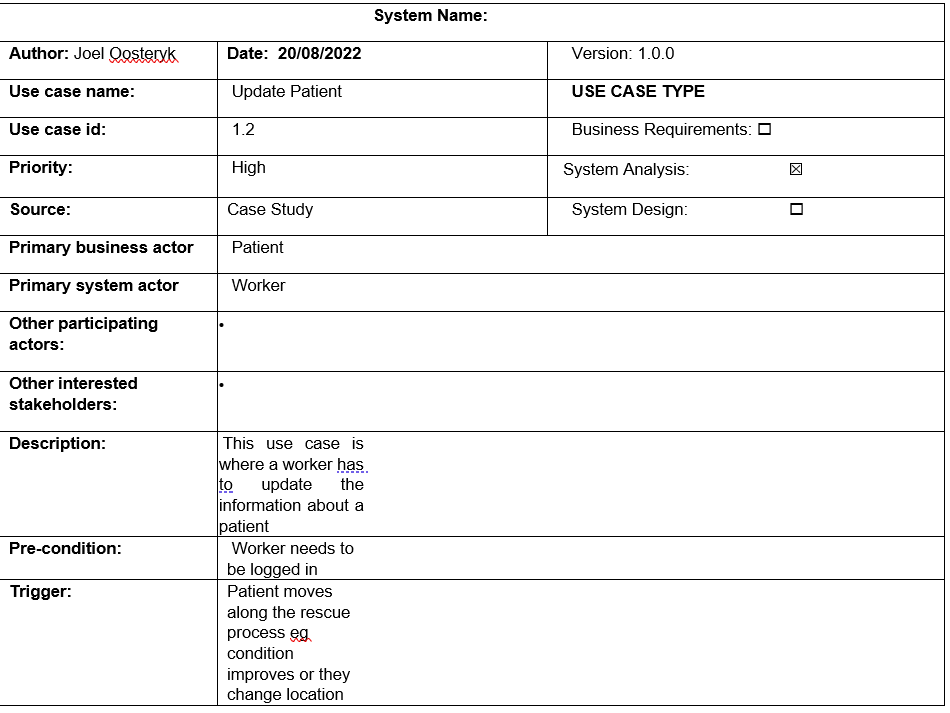 System Name:
Author: Joel Oosteryk Date: 20/08/2022 Version: 1.0.0
Use case name: Update Patient USE CASE TYPE
Use case id: 1.2 Business Requirements: ☐
Priority: High System Analysis: ☒
Source: Case Study System Design: ☐
Primary business actor Patient
Primary system actor Worker
Other participating
actors:
•
Other interested
stakeholders:
•
Description: This use case is
where a worker has
to update the
information about a
patient
Pre-condition: Worker needs to
be logged in
Trigger: Patient moves
along the rescue
process eg
condition
improves or they
change location